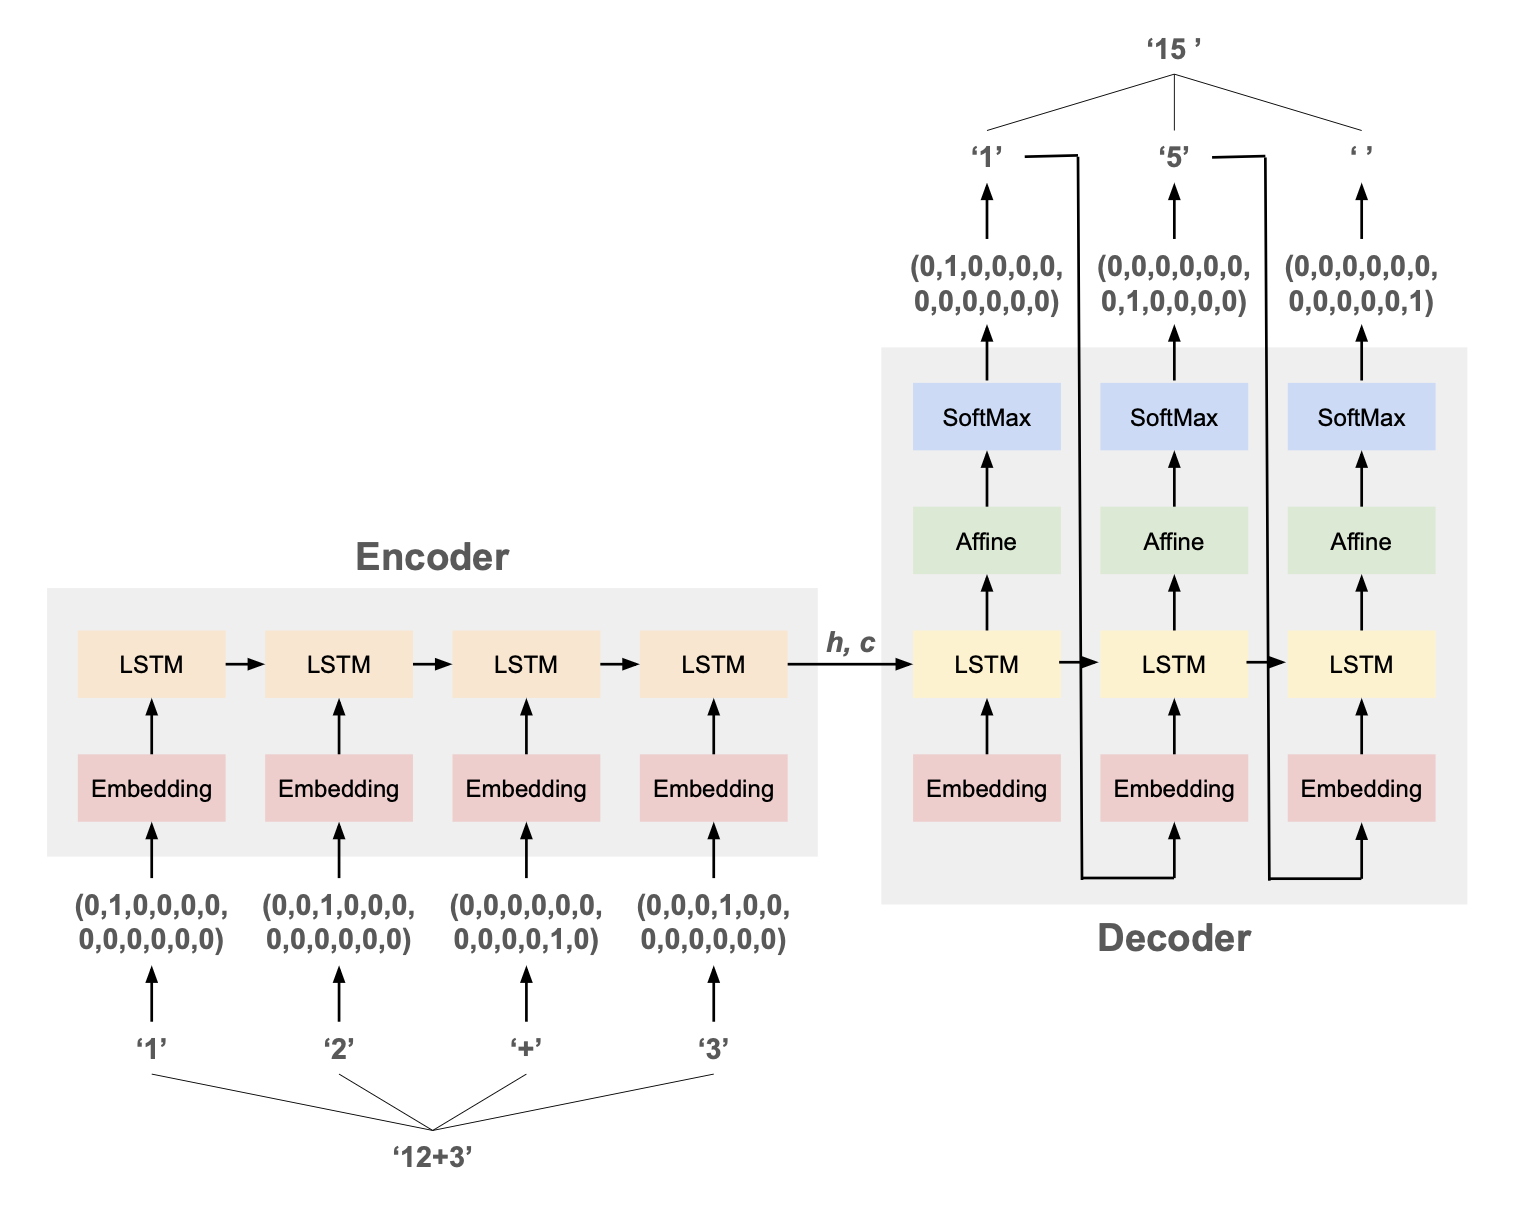 ‘15 ’
‘1’ ‘5’ ‘ ’
(0,1,0,0,0,0,
0,0,0,0,0,0)
(0,0,0,0,0,0,
0,1,0,0,0,0)
(0,0,0,0,0,0,
0,0,0,0,0,1)
SoftMax SoftMax SoftMax
Affine Affine Affine
Encoder
LSTM LSTM LSTM LSTM
h, c
LSTM LSTM LSTM
Embedding Embedding Embedding Embedding
Embedding Embedding Embedding
Decoder
(0,1,0,0,0,0,
0,0,0,0,0,0)
(0,0,1,0,0,0,
0,0,0,0,0,0)
(0,0,0,0,0,0,
0,0,0,0,1,0)
(0,0,0,1,0,0,
0,0,0,0,0,0)
‘1’ ‘2’ ‘+’ ‘3’
‘12+3’